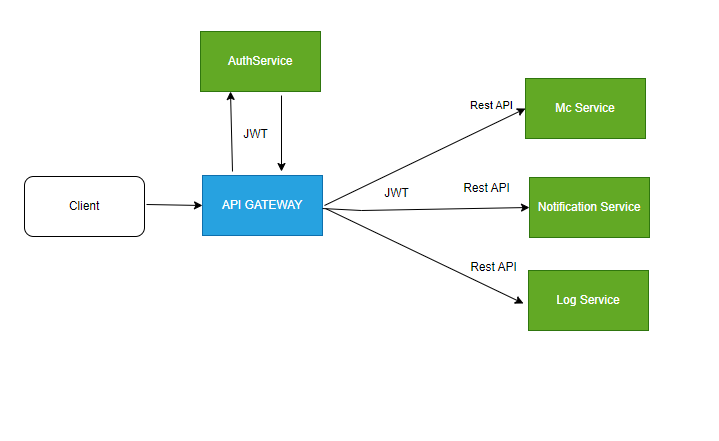 AuthService
JWT
Rest API
Mc Service
Client
API GATEWAY
JWT
Rest API
Notification Service
Rest API
Log Service